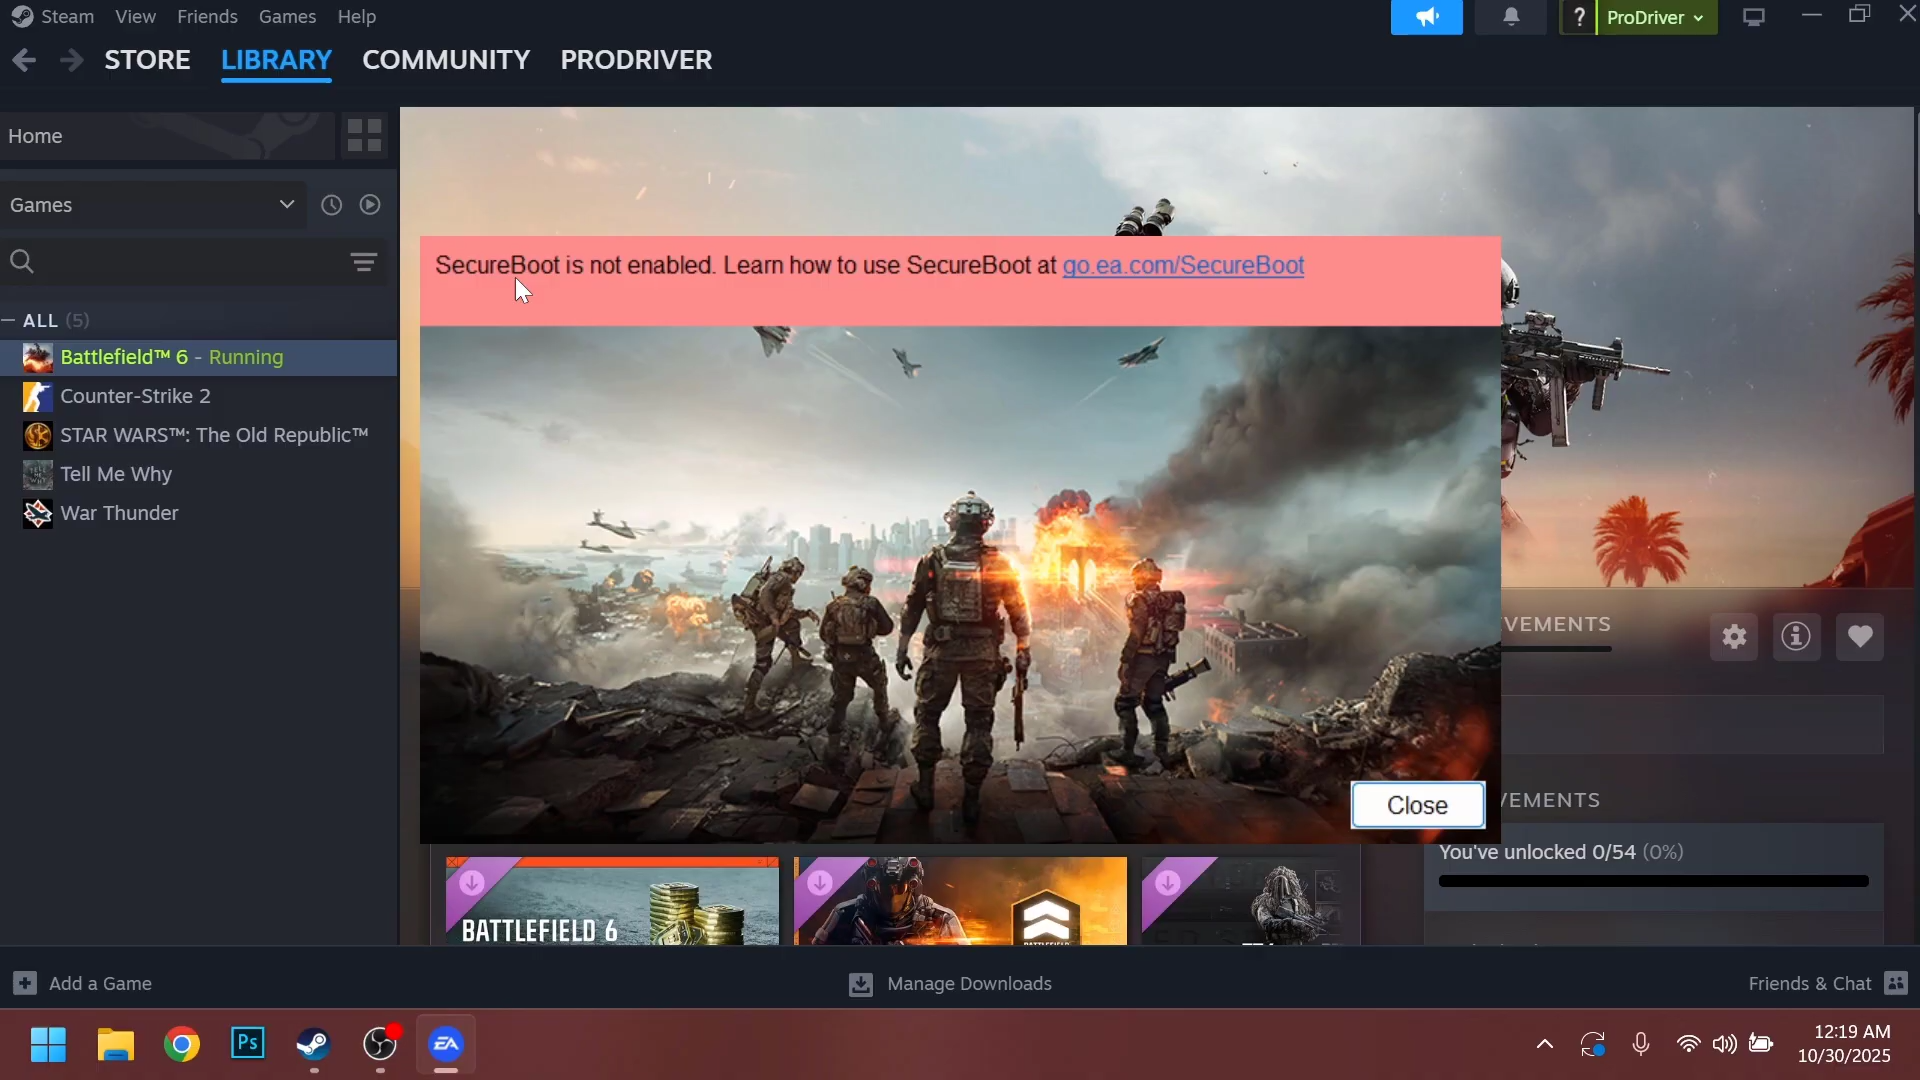 Steam View Friends Games Help
? ProDriver
STORE LIBRARY COMMUNITY PRODRIVER
Home
Games
SecureBoot is not enabled. Learn how to use SecureBoot at go.ea.com/SecureBoot
ALL (5)
Battlefield™ 6 - Running
Counter-Strike 2
STAR WARS™: The Old Republic™
Tell Me Why
War Thunder
VEMENTS
Close
VEMENTS
You've unlocked 0/54 (0%)
BATTLEFIELD 6
Add a Game
Manage Downloads
Friends & Chat
Ps
EA
12:19 AM
10/30/2025